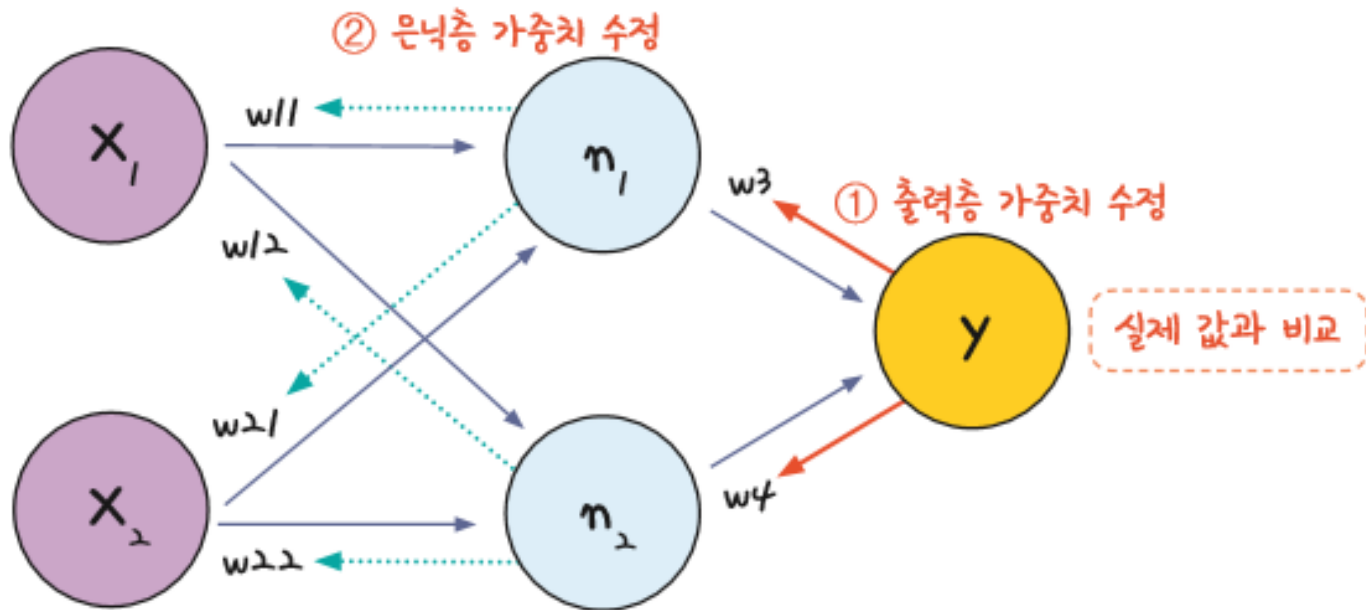 ② 은닉층 가중치 수정
X₁
w11
n₁
w3
① 출력층 가중치 수정
w12
y
실제 값과 비교
w21
w4
X₂
n₂
w22